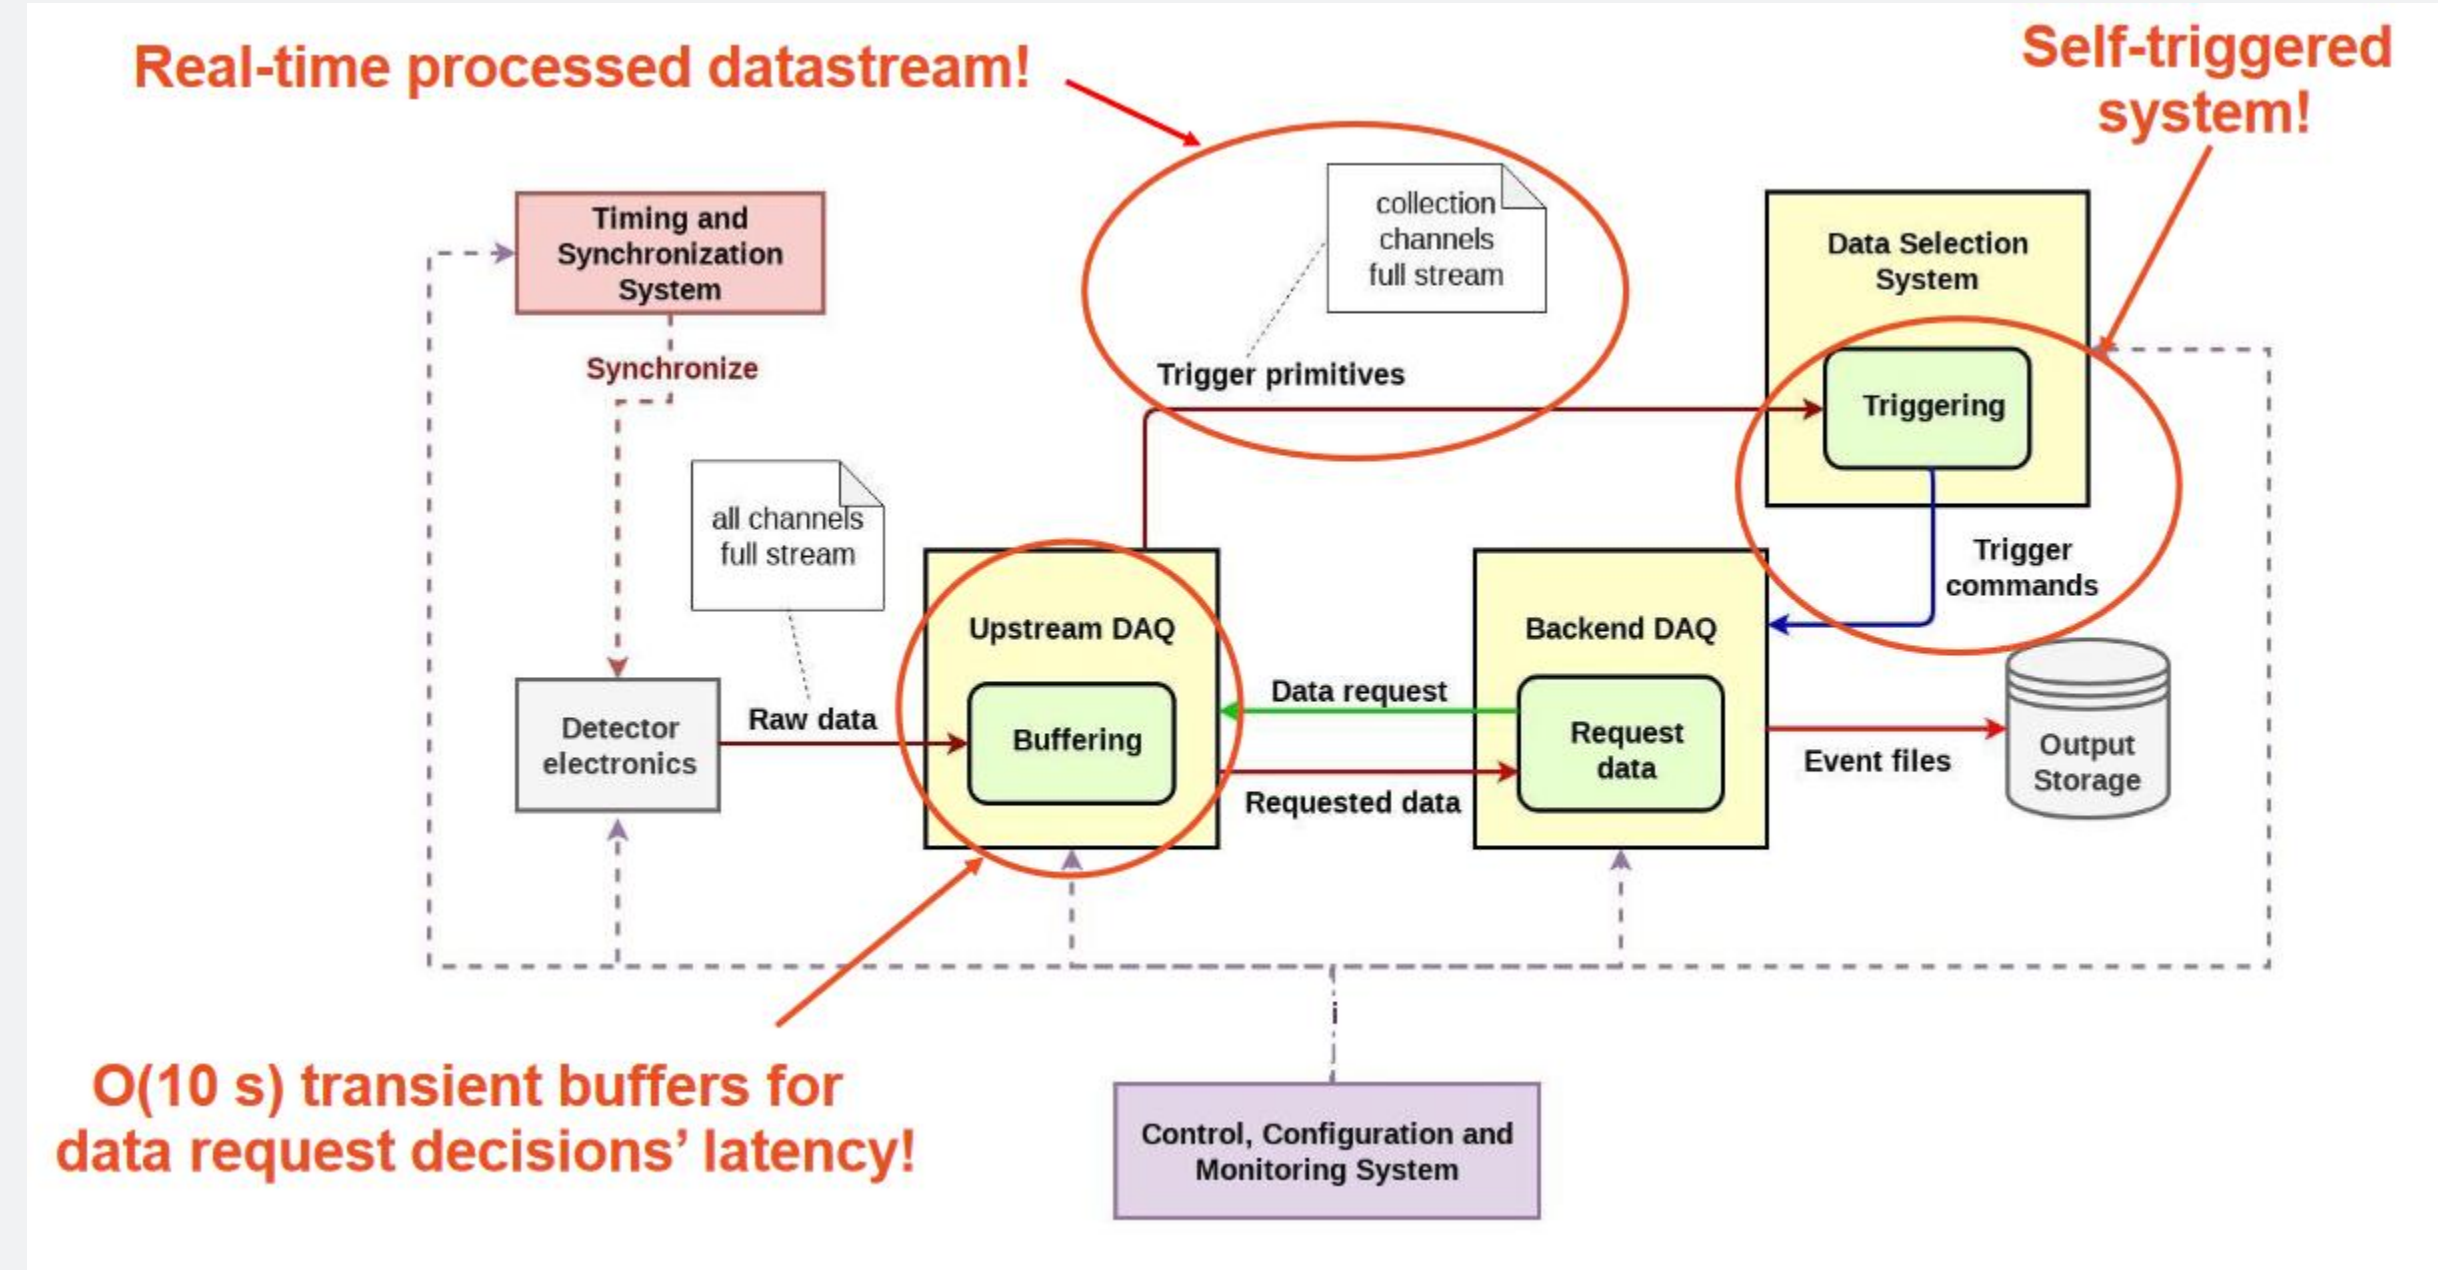 Real-time processed datastream!
Self-triggered
system!
collection
channels
full stream
Timing and
Synchronization
System
Data Selection
System
Synchronize
Trigger primitives
Triggering
all channels
full stream
Trigger
commands
Upstream DAQ
Backend DAQ
Data request
Raw data
Detector
electronics
Buffering
Request
data
Event files
Output
Storage
Requested data
O(10 s) transient buffers for
data request decisions’ latency!
Control, Configuration and
Monitoring System